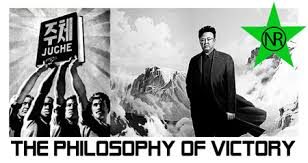 주체
JUCHE
NR
THE PHILOSOPHY OF VICTORY